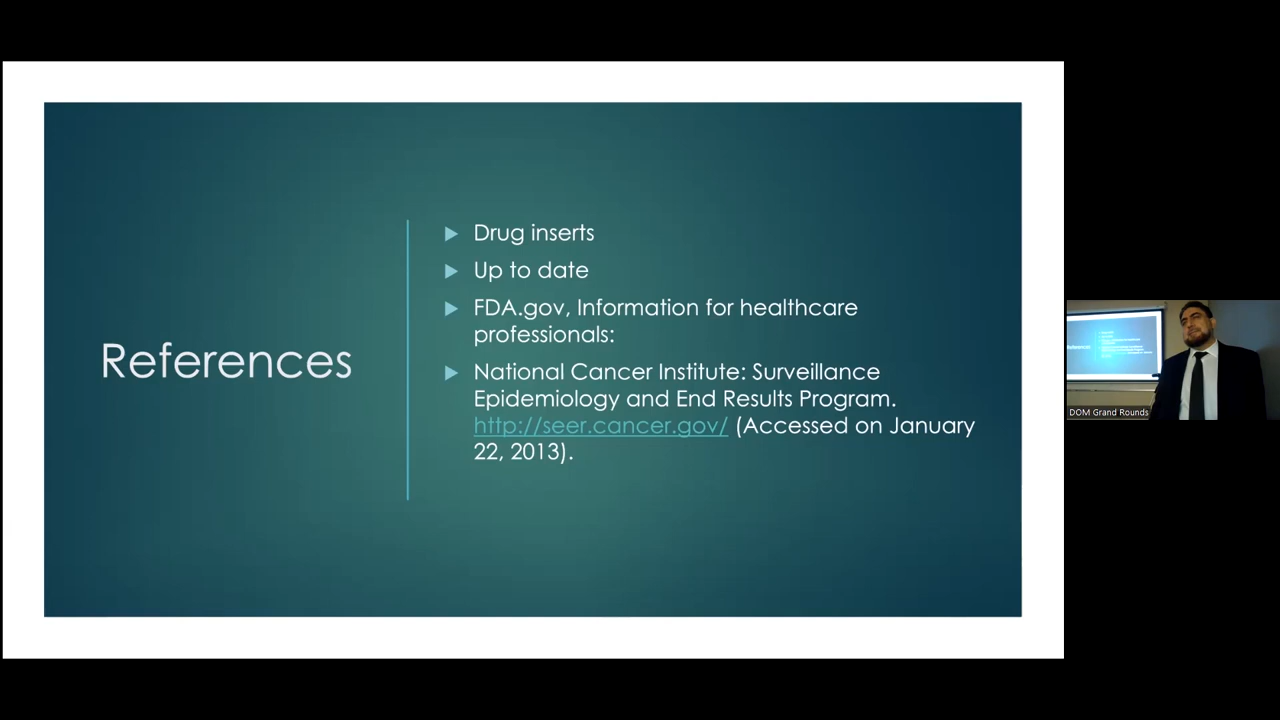 References
Drug inserts
Up to date
FDA.gov, Information for healthcare
professionals:
National Cancer Institute: Surveillance
Epidemiology and End Results Program.
http://seer.cancer.gov/ (Accessed on January
22, 2013).
DOM Grand Rounds